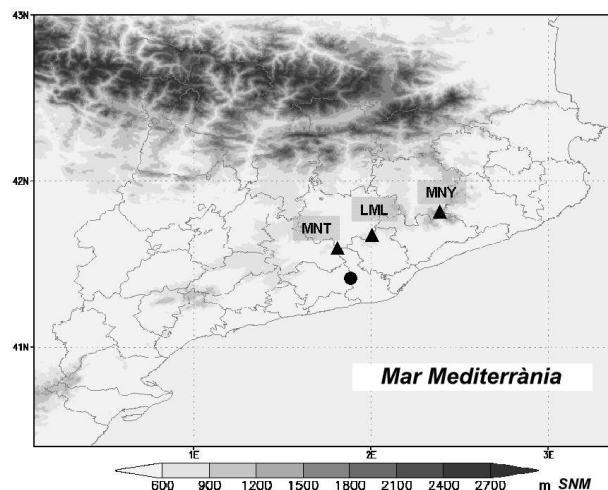 43N
42N
MNY
LML
MNT
41N
Mar Mediterrània
1E 2E 3E
600 900 1200 1500 1800 2100 2400 2700 m SNM